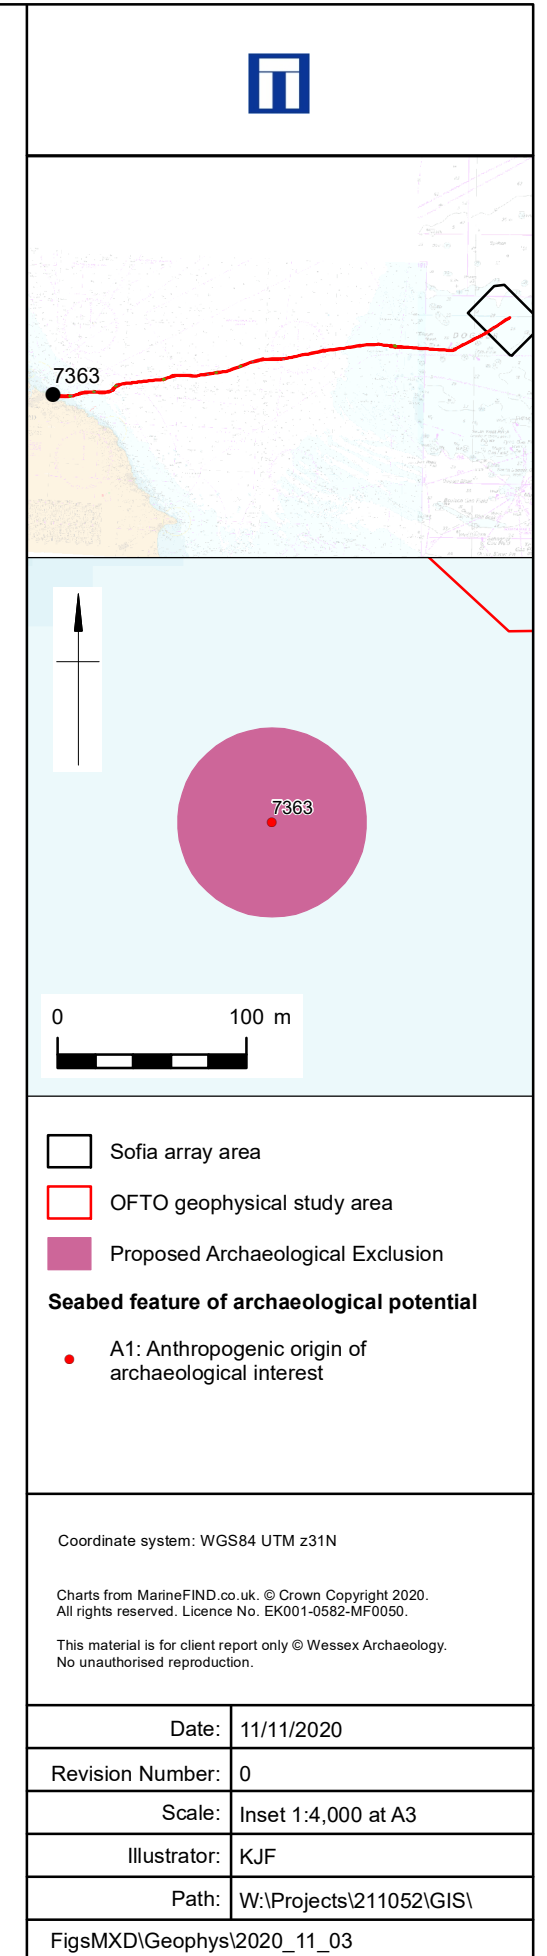 7363
7363
0 100 m
Sofia array area
OFTO geophysical study area
Proposed Archaeological Exclusion
Seabed feature of archaeological potential
A1: Anthropogenic origin of
archaeological interest
Coordinate system: WGS84 UTM z31N
Charts from MarineFIND.co.uk. © Crown Copyright 2020.
All rights reserved. Licence No. EK001-0582-MF0050.
This material is for client report only © Wessex Archaeology.
No unauthorised reproduction.
Date: 11/11/2020
Revision Number: 0
Scale: Inset 1:4,000 at A3
Illustrator: KJF
Path: W:\Projects\211052\GIS\
FigsMXD\Geophys\2020_11_03